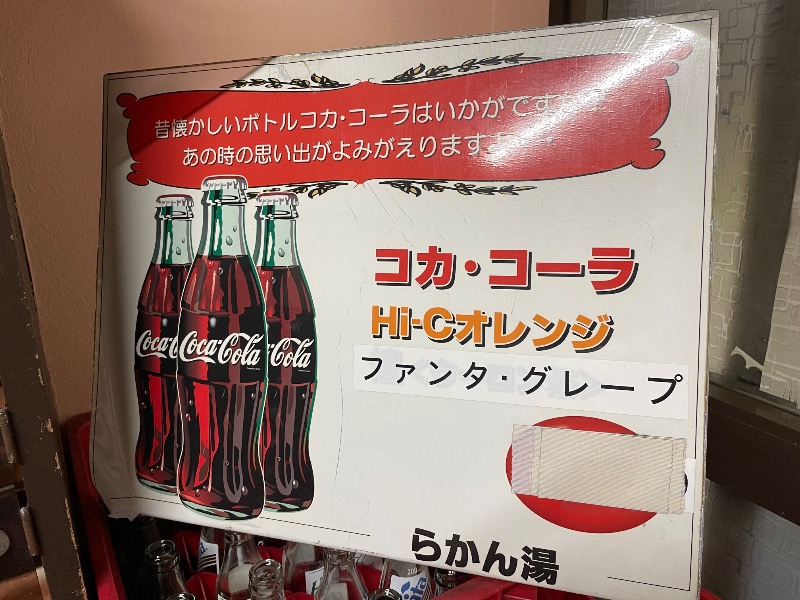 昔懐かしいボトルコカ・コーラはいかがですか
あの時の思い出がよみがえりますよ・・
Coca-Cola
Coca-Cola
Coca-Cola
コカ・コーラ
Hi-Cオレンジ
ファンタ・グレープ
らかん湯